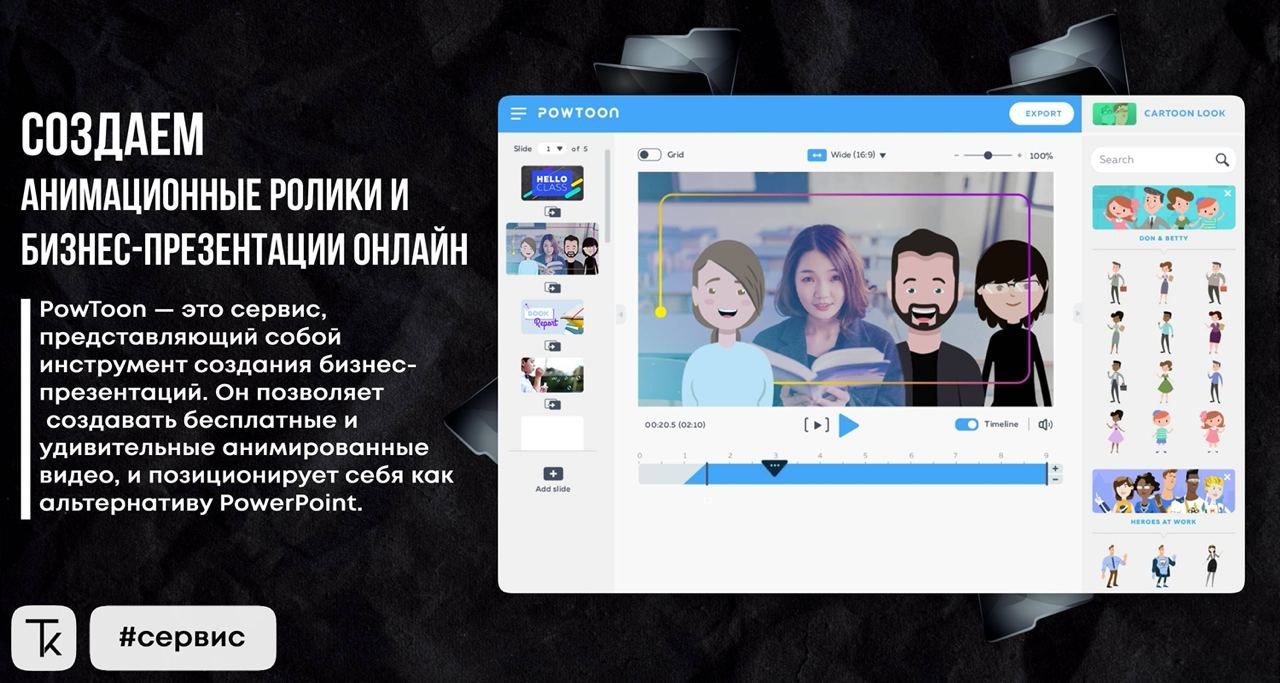 СОЗДАЕМ
АНИМАЦИОННЫЕ РОЛИКИ И
БИЗНЕС-ПРЕЗЕНТАЦИИ ОНЛАЙН
PowToon — это сервис,
представляющий собой
инструмент создания бизнес-
презентаций. Он позволяет
создавать бесплатные и
удивительные анимированные
видео, и позиционирует себя как
альтернативу PowerPoint.
Tk
#сервис
POWTOON
EXPORT
CARTOON LOOK
Slide 1 of 5
Grid
Wide (16:9)
- + 100%
Search
HELLO
CLASS
BOOK
Report
Add slide
00:20.5 (02:10)
Timeline
0 1 2 3 4 5 6 7 8 9
DON & BETTY
HEROES AT WORK